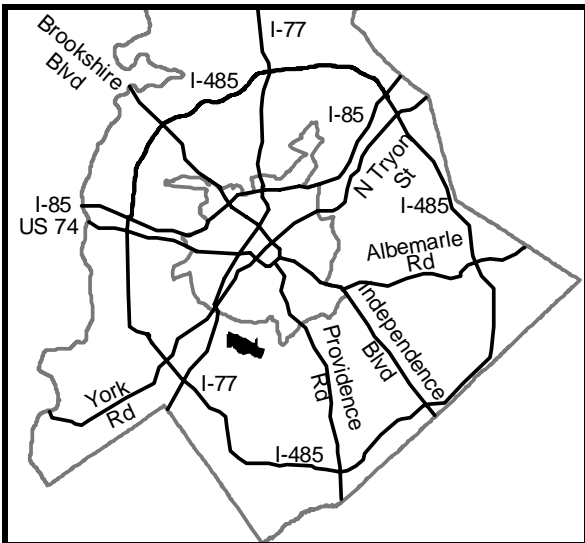 I-77
Brookshire
Blvd
I-485
I-85
N Tryon
St
I-85
US 74
I-485
Albemarle
Rd
Independence
Blvd
Providence
Rd
York
Rd
I-77
I-485